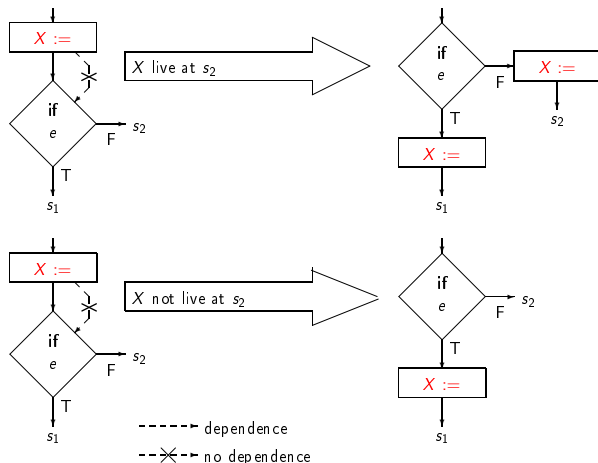 X :=
if
e
F
s2
T
s1
X live at s2
if
e
F
X :=
s2
T
X :=
s1
X :=
if
e
F
s2
T
s1
X not live at s2
if
e
F
s2
T
X :=
s1
dependence
no dependence